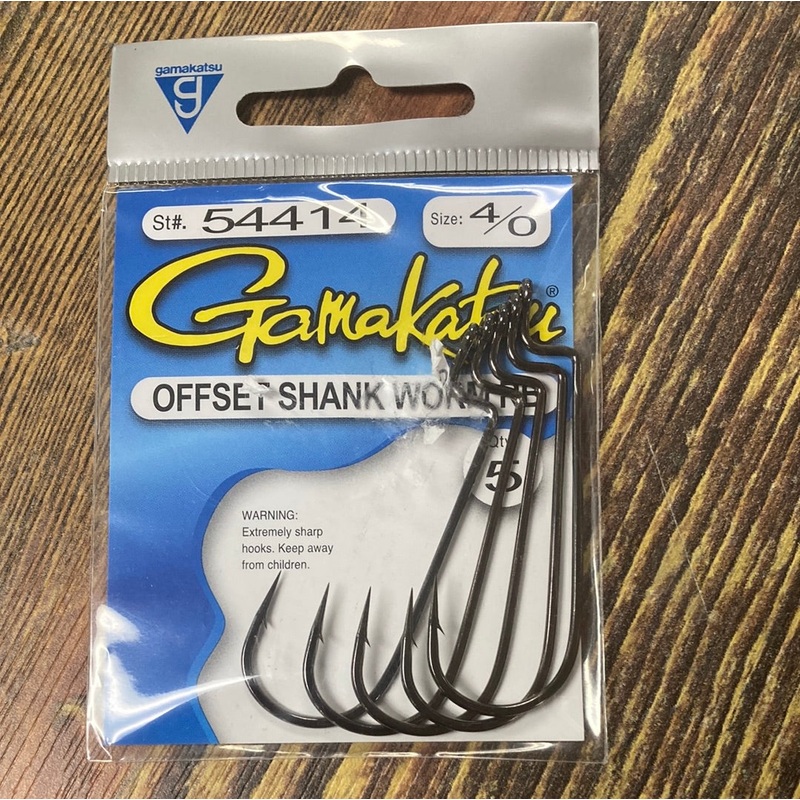 gamakatsu
St#. 54414 Size: 4/0
Gamakatsu®
OFFSET SHANK
Qty
5
WARNING:
Extremely sharp
hooks. Keep away
from children.